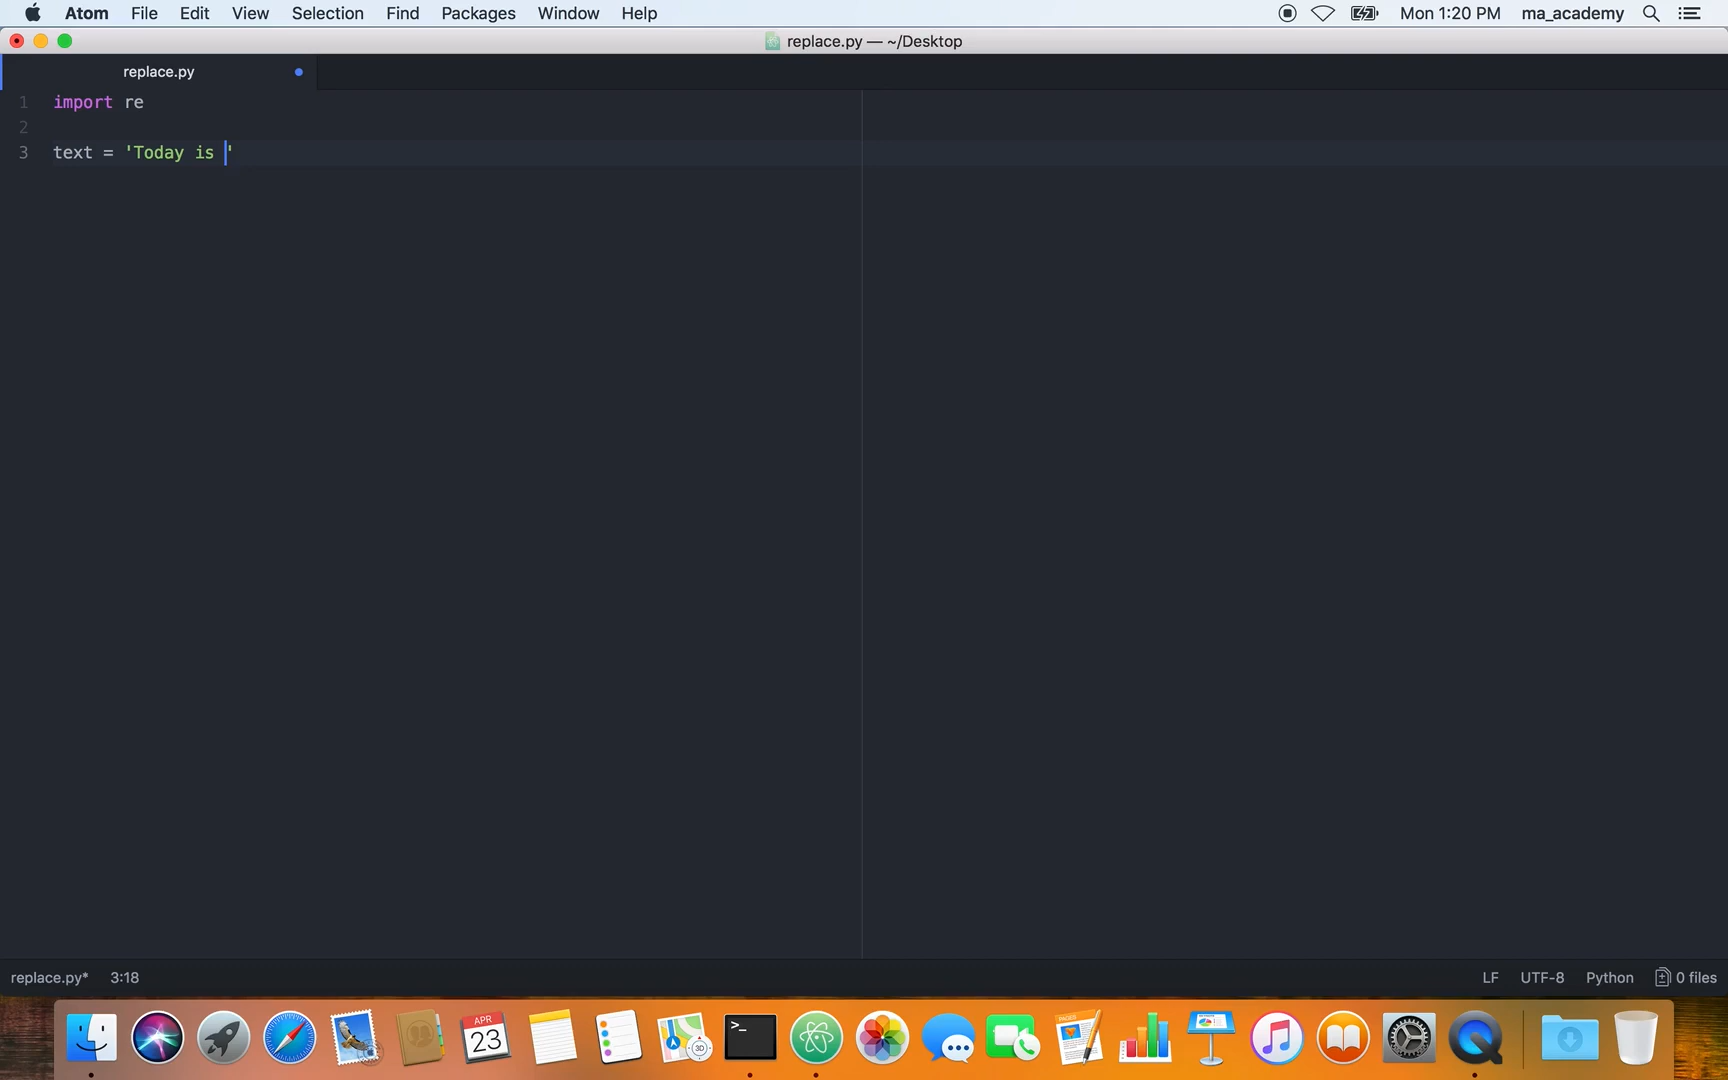 Atom File Edit View Selection Find Packages Window Help Mon 1:20 PM ma_academy
replace.py — ~/Desktop
replace.py
1 import re
2
3 text = 'Today is '
replace.py* 3:18 LF UTF-8 Python 0 files
APR
23
30
>_
PAGES